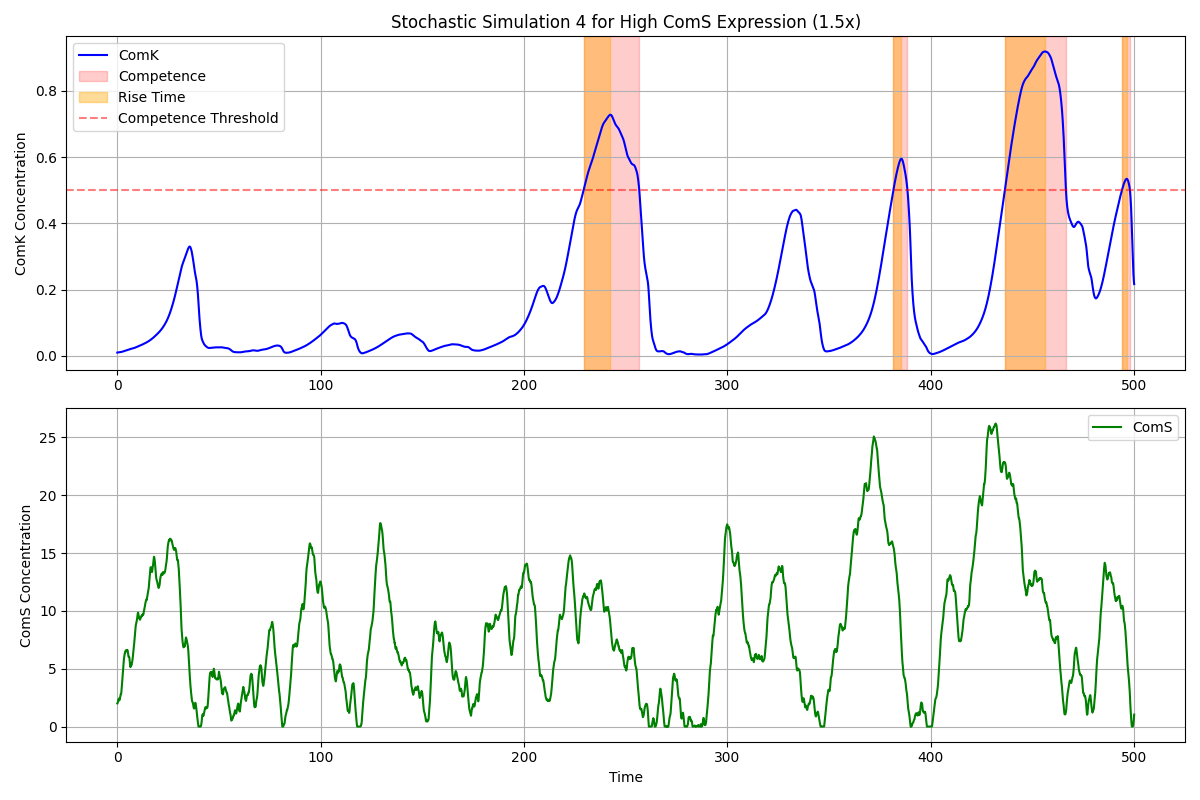 Stochastic Simulation 4 for High ComS Expression (1.5x)
ComK
Competence
Rise Time
Competence Threshold
ComK Concentration
0.8
0.6
0.4
0.2
0.0
0 100 200 300 400 500
ComS
ComS Concentration
25
20
15
10
5
0
0 100 200 300 400 500
Time